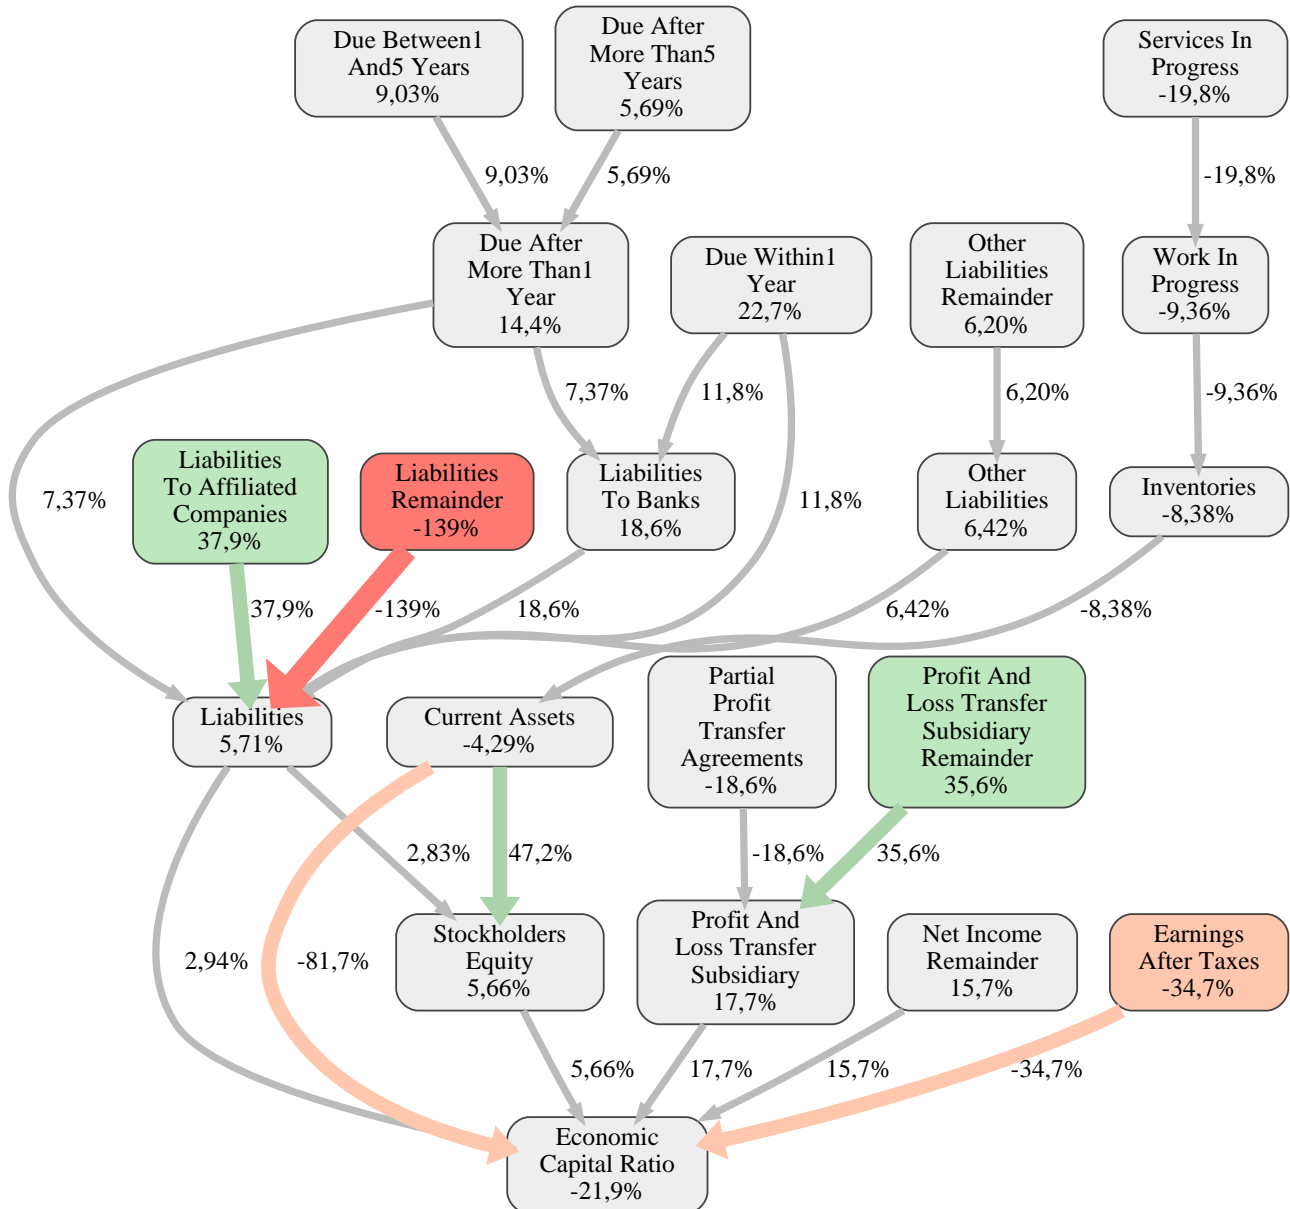 Due Between1
And5 Years
9,03%
Due After
More Than5
Years
5,69%
Services In
Progress
-19,8%
9,03%
5,69%
-19,8%
Due After
More Than1
Year
14,4%
Due Within1
Year
22,7%
Other
Liabilities
Remainder
6,20%
Work In
Progress
-9,36%
7,37%
11,8%
6,20%
-9,36%
Liabilities
To Affiliated
Companies
37,9%
Liabilities
Remainder
-139%
Liabilities
To Banks
18,6%
Other
Liabilities
6,42%
Inventories
-8,38%
7,37%
11,8%
37,9%
-139%
18,6%
6,42%
-8,38%
Liabilities
5,71%
Current Assets
-4,29%
Partial
Profit
Transfer
Agreements
-18,6%
Profit And
Loss Transfer
Subsidiary
Remainder
35,6%
2,83%
47,2%
-18,6%
35,6%
Stockholders
Equity
5,66%
Profit And
Loss Transfer
Subsidiary
17,7%
Net Income
Remainder
15,7%
Earnings
After Taxes
-34,7%
2,94%
-81,7%
5,66%
17,7%
15,7%
-34,7%
Economic
Capital Ratio
-21,9%